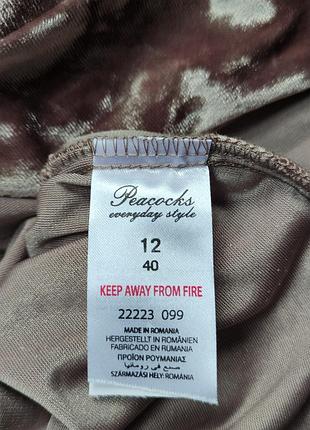 Peacocks
everyday style
12
40
KEEP AWAY FROM FIRE
22223 099
MADE IN ROMANIA
HERGESTELLT IN ROMÄNIEN
FABRICADO EN RUMANIA
ΠΡΟΪΟΝ ΡΟΥΜΑΝΙΑΣ
صنع في رومانيا
SZÁRMAZÁSI HELY: ROMÁNIA